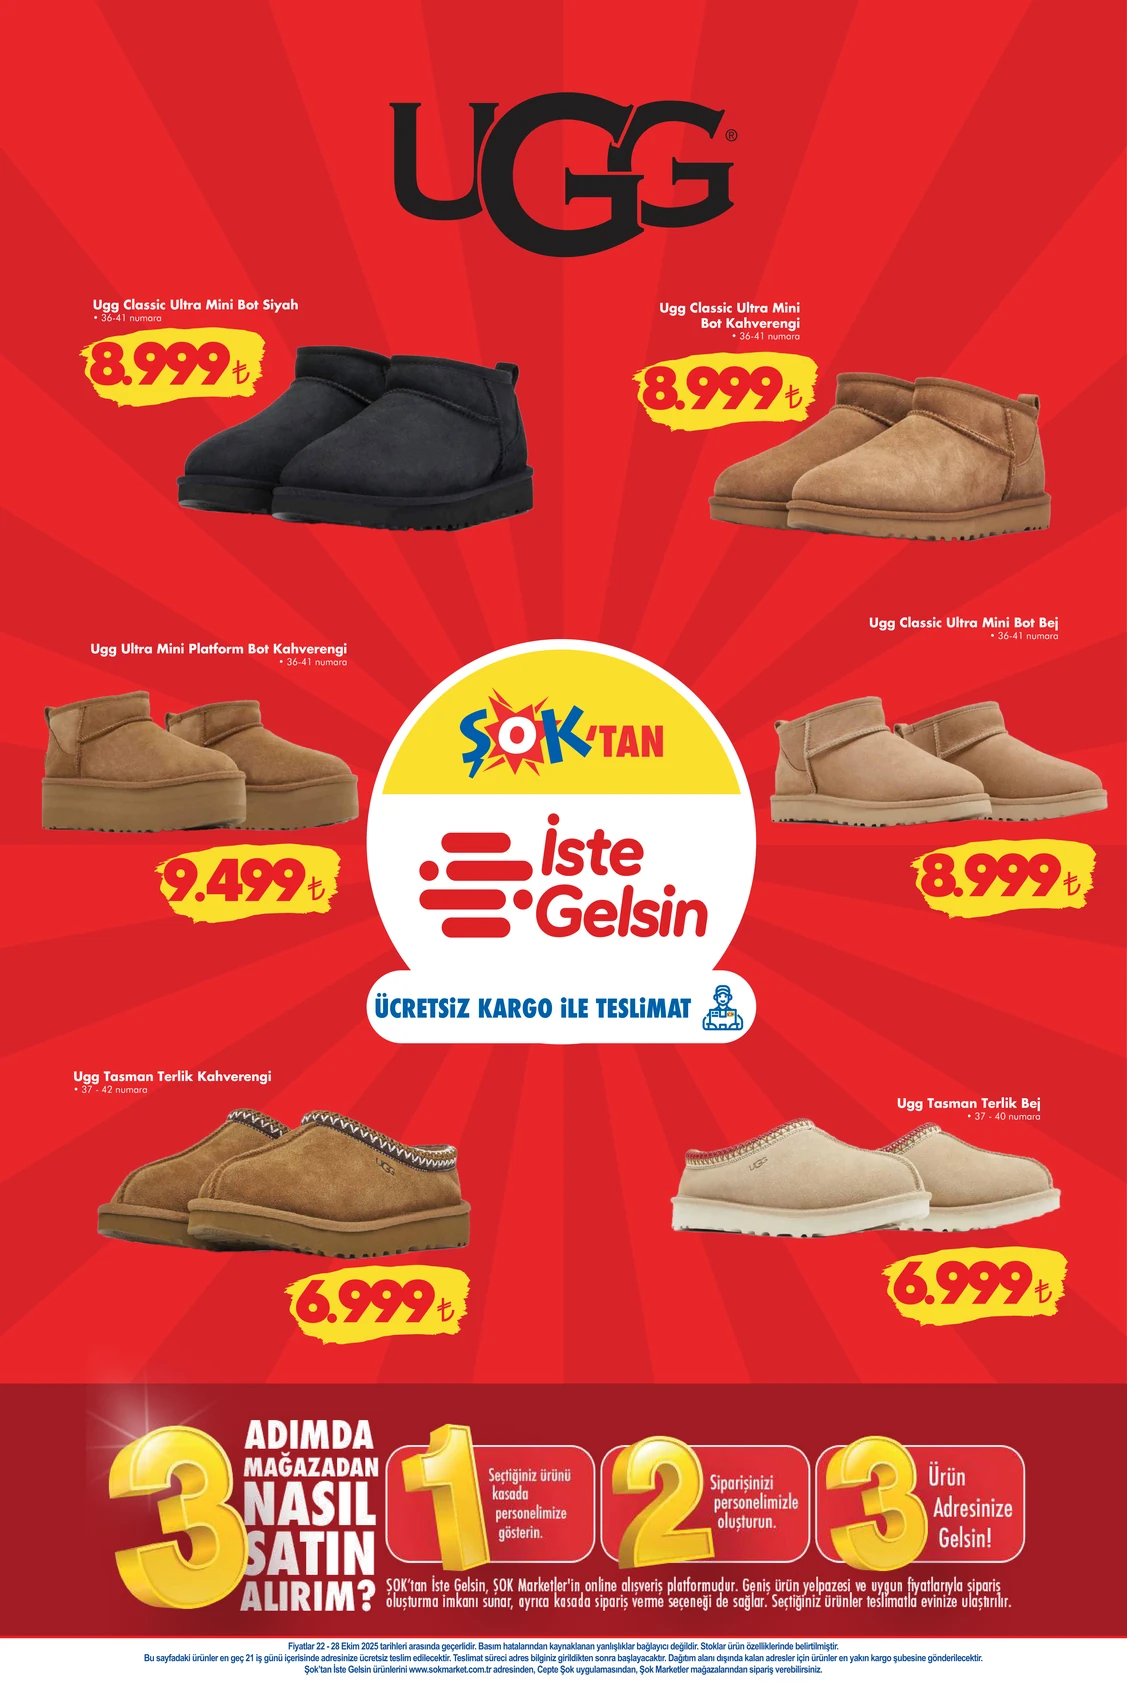 UGG®
Ugg Classic Ultra Mini Bot Siyah
• 36-41 numara
8.999₺
Ugg Classic Ultra Mini
Bot Kahverengi
• 36-41 numara
8.999₺
Ugg Ultra Mini Platform Bot Kahverengi
• 36-41 numara
9.499₺
Ugg Classic Ultra Mini Bot Bej
• 36-41 numara
8.999₺
ŞOK'TAN
İste
Gelsin
ÜCRETSİZ KARGO İLE TESLİMAT
Ugg Tasman Terlik Kahverengi
• 37 - 42 numara
UGG
6.999₺
Ugg Tasman Terlik Bej
• 37 - 40 numara
UGG
6.999₺
3 ADIMDA
MAĞAZADAN
NASIL
SATIN
ALIRIM?
1
Seçtiğiniz ürünü
kasada
personelimize
gösterin.
2
Siparişinizi
personelimizle
oluşturun.
3
Ürün
Adresinize
Gelsin!
ŞOK'tan İste Gelsin, ŞOK Marketler'in online alışveriş platformudur. Geniş ürün yelpazesi ve uygun fiyatlarıyla sipariş
oluşturma imkanı sunar, ayrıca kasada sipariş verme seçeneği de sağlar. Seçtiğiniz ürünler teslimatla evinize ulaştırılır.
Fiyatlar 22 - 28 Ekim 2025 tarihleri arasında geçerlidir. Basım hatalarından kaynaklanan yanlışlıklar bağlayıcı değildir. Stoklar ürün özelliklerinde belirtilmiştir.
Bu sayfadaki ürünler en geç 21 iş günü içerisinde adresinize ücretsiz teslim edilecektir. Teslimat süreci adres bilginiz girildikten sonra başlayacaktır. Dağıtım alanı dışında kalan adresler için ürünler en yakın kargo şubesine gönderilecektir.
Şok'tan İste Gelsin ürünlerini www.sokmarket.com.tr adresinden, Cepte Şok uygulamasından, Şok Marketler mağazalarından sipariş verebilirsiniz.